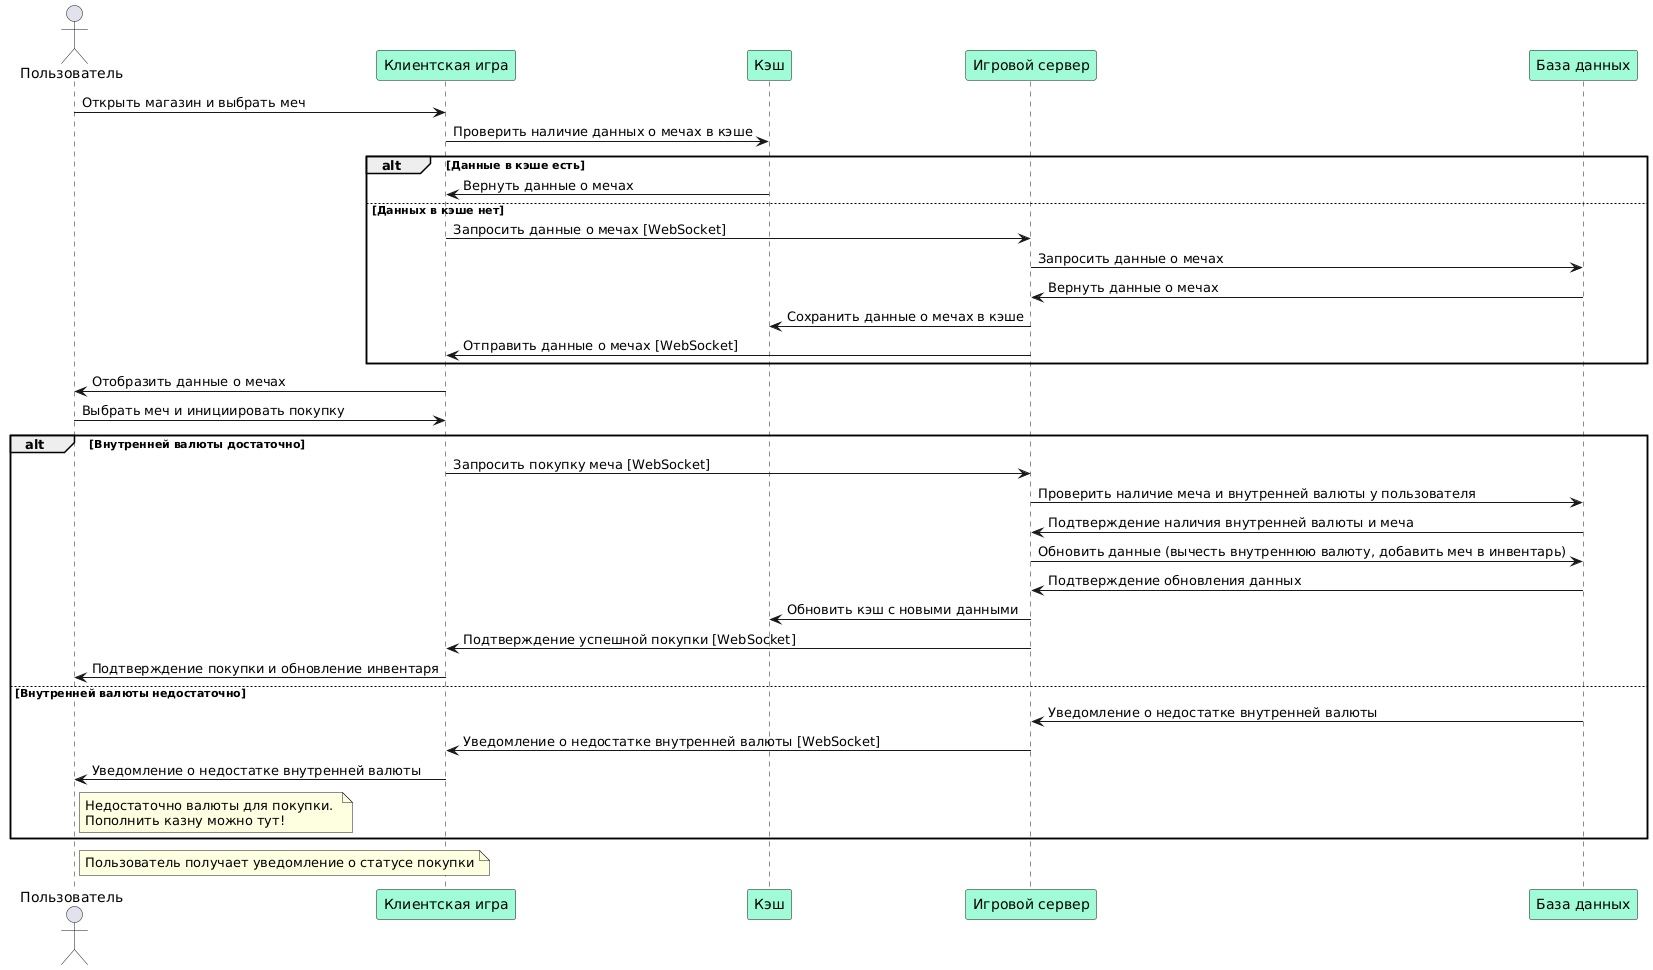 Пользователь
Клиентская игра
Кэш
Игровой сервер
База данных
Открыть магазин и выбрать меч
Проверить наличие данных о мечах в кэше
alt
[Данные в кэше есть]
Вернуть данные о мечах
[Данных в кэше нет]
Запросить данные о мечах [WebSocket]
Запросить данные о мечах
Вернуть данные о мечах
Сохранить данные о мечах в кэше
Отправить данные о мечах [WebSocket]
Отобразить данные о мечах
Выбрать меч и инициировать покупку
alt
[Внутренней валюты достаточно]
Запросить покупку меча [WebSocket]
Проверить наличие меча и внутренней валюты у пользователя
Подтверждение наличия внутренней валюты и меча
Обновить данные (вычесть внутреннюю валюту, добавить меч в инвентарь)
Подтверждение обновления данных
Обновить кэш с новыми данными
Подтверждение успешной покупки [WebSocket]
Подтверждение покупки и обновление инвентаря
[Внутренней валюты недостаточно]
Уведомление о недостатке внутренней валюты
Уведомление о недостатке внутренней валюты [WebSocket]
Уведомление о недостатке внутренней валюты
Недостаточно валюты для покупки.
Пополнить казну можно тут!
Пользователь получает уведомление о статусе покупки
Пользователь
Клиентская игра
Кэш
Игровой сервер
База данных